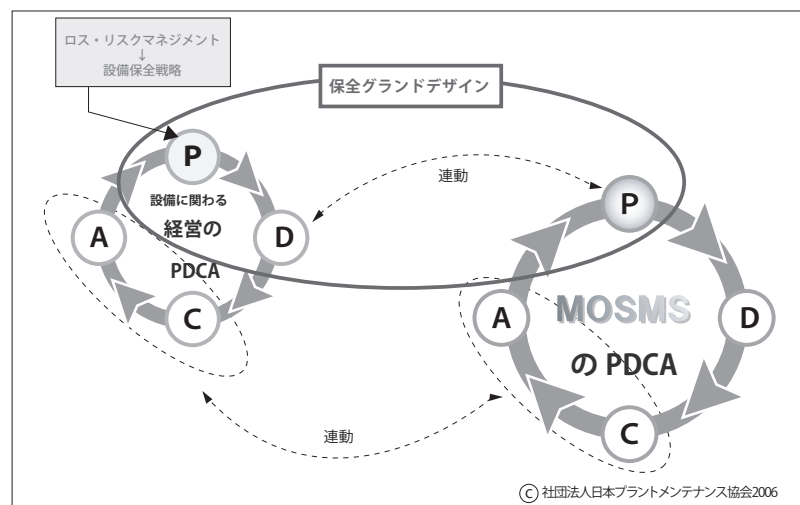 ロス・リスクマネジメント
↓
設備保全戦略
保全グランドデザイン
P
設備に関わる
経営の
PDCA
A
D
C
連動
P
A
MOSMS
D
の PDCA
C
連動
Ⓒ 社団法人日本プラントメンテナンス協会2006